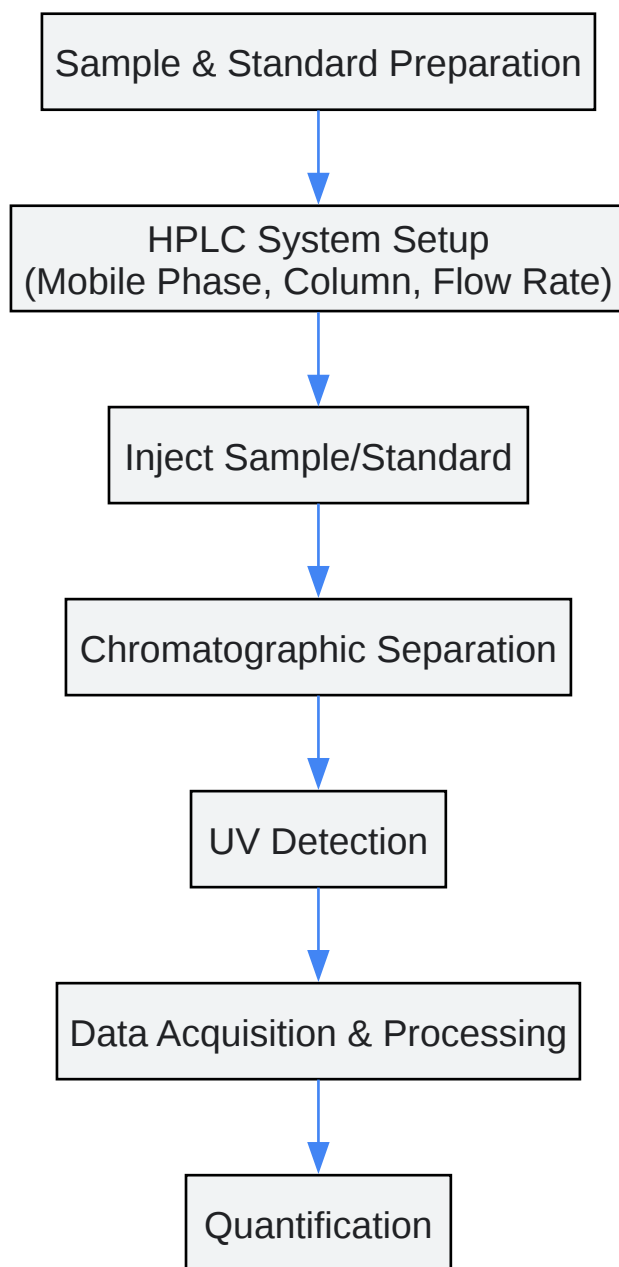 Sample & Standard Preparation
HPLC System Setup
(Mobile Phase, Column, Flow Rate)
Inject Sample/Standard
Chromatographic Separation
UV Detection
Data Acquisition & Processing
Quantification